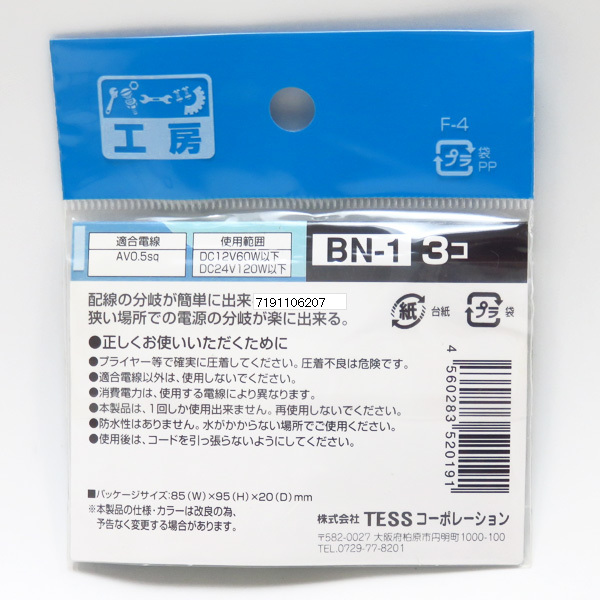 工房
F-4
プラ
袋
PP
適合電線
AV0.5sq
使用範囲
DC12V60W以下
DC24V120W以下
BN-1 3コ
配線の分岐が簡単に出来
7191106207
狭い場所での電源の分岐が楽に出来る。
紙 台紙
プラ 袋
●正しくお使いいただくために
●プライヤー等で確実に圧着してください。圧着不良は危険です。
●適合電線以外は、使用しないでください。
●消費電力は、使用する電線により異なります。
●本製品は、1回しか使用出来ません。再使用しないでください。
●防水性はありません。水がかからない場所でご使用ください。
●使用後は、コードを引っ張らないようにしてください。
4 560283 520191
■パッケージサイズ:85(W)×95(H)×20(D)mm
※本製品の仕様・カラーは改良の為、
予告なく変更する場合があります。
株式会社 TESSコーポレーション
〒582-0027 大阪府柏原市円明町1000-100
TEL.0729-77-8201